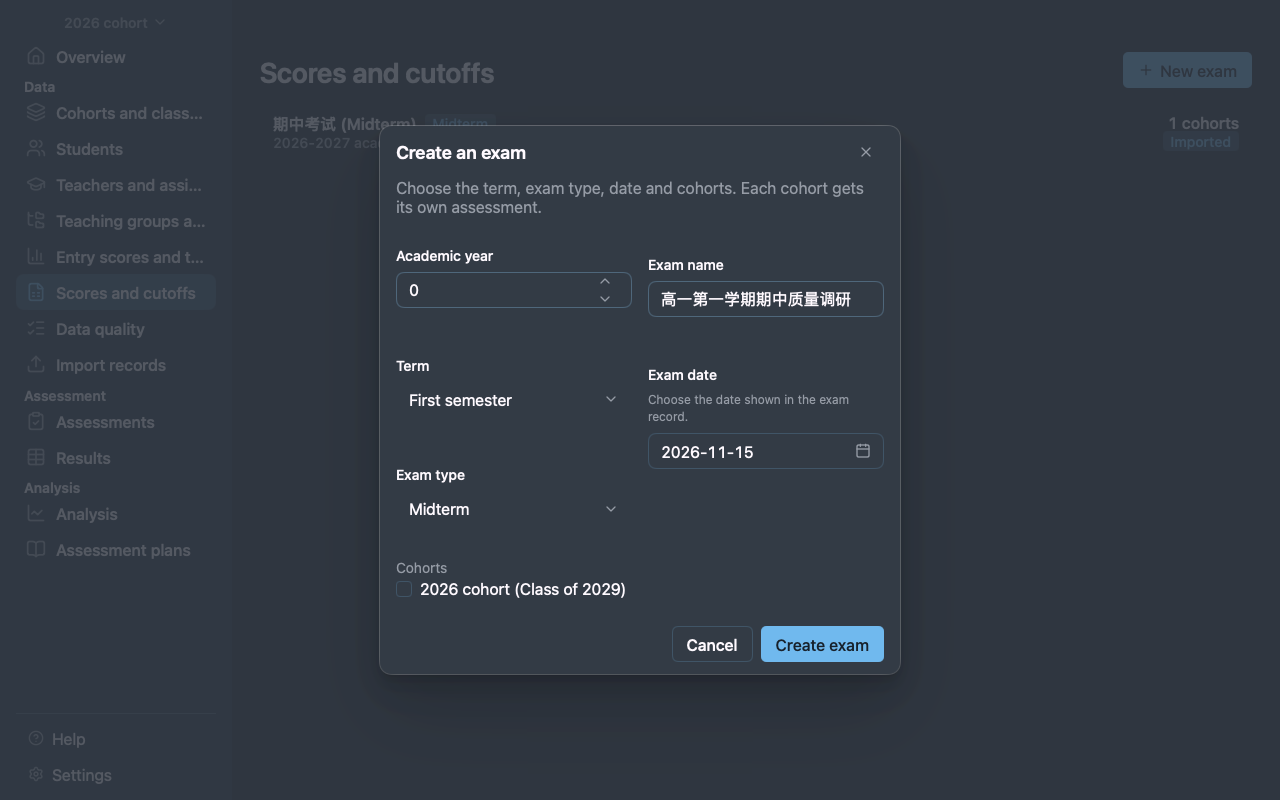 2026 cohort
Overview
Data
Cohorts and class...
Students
Teachers and assi...
Teaching groups a...
Entry scores and t...
Scores and cutoffs
Data quality
Import records
Assessment
Assessments
Results
Analysis
Analysis
Assessment plans
Help
Settings
Scores and cutoffs
+ New exam
期中考试 (Midterm) Midterm
1 cohorts
2026-2027 aca
Imported
Create an exam
Choose the term, exam type, date and cohorts. Each cohort gets
its own assessment.
Academic year
0
Exam name
高一第一学期期中质量调研
Term
First semester
Exam date
Choose the date shown in the exam
record.
2026-11-15
Exam type
Midterm
Cohorts
2026 cohort (Class of 2029)
Cancel
Create exam